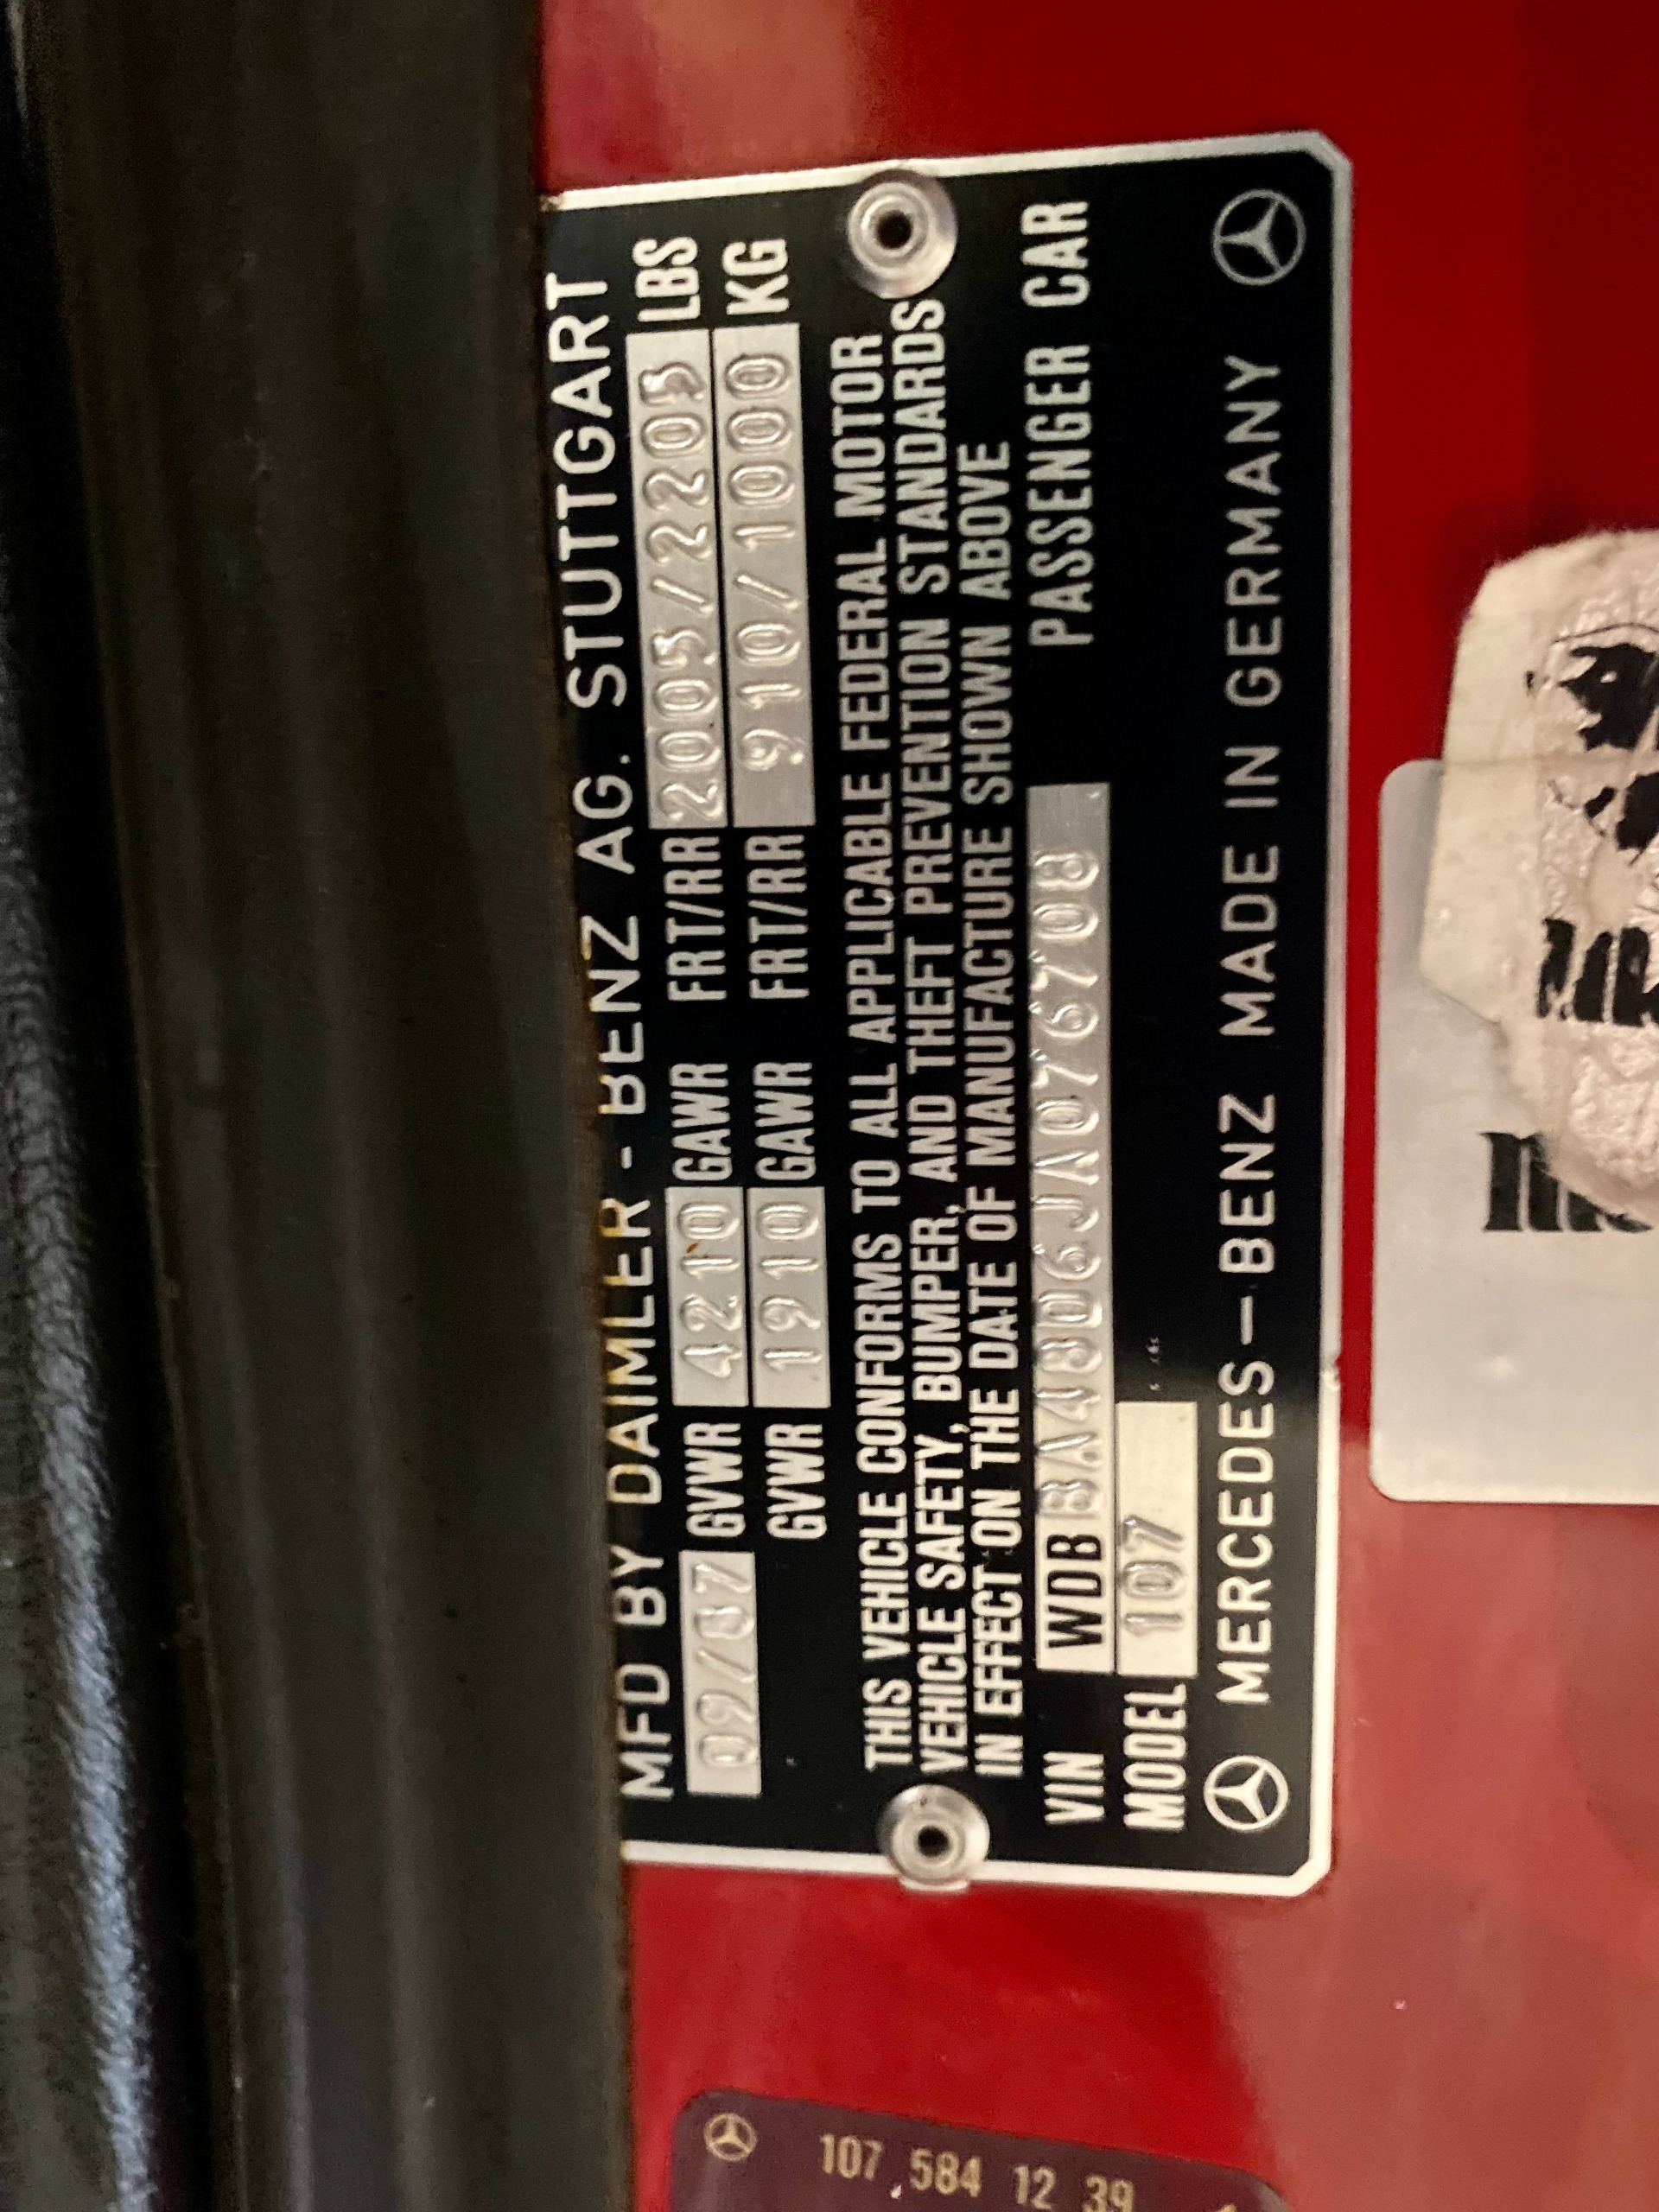 MFD BY DAIMLER - BENZ AG. STUTTGART
09/87 GVWR 4210 GAWR FRT/RR 2005/2205 LBS
GVWR 1910 GAWR FRT/RR 910/1000 KG
THIS VEHICLE CONFORMS TO ALL APPLICABLE FEDERAL MOTOR
VEHICLE SAFETY, BUMPER, AND THEFT PREVENTION STANDARDS
IN EFFECT ON THE DATE OF MANUFACTURE SHOWN ABOVE
VIN WDB BA48D6JA076708 PASSENGER CAR
MODEL 107
MERCEDES-BENZ MADE IN GERMANY
107 584 12 39